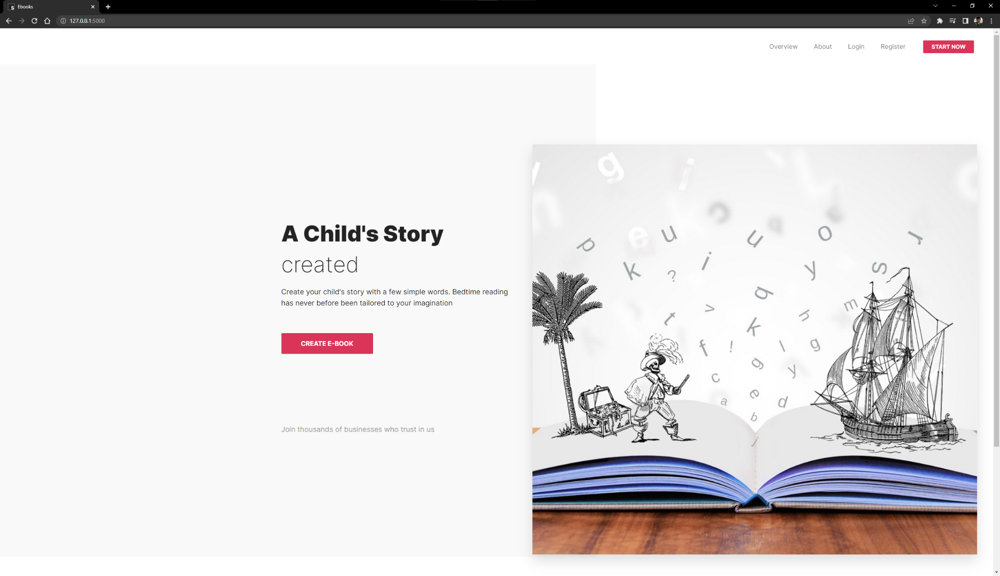 Ebooks
127.0.0.1:5000
Overview About Login Register START NOW
A Child's Story
created
Create your child's story with a few simple words. Bedtime reading
has never before been tailored to your imagination
CREATE E-BOOK
Join thousands of businesses who trust in us